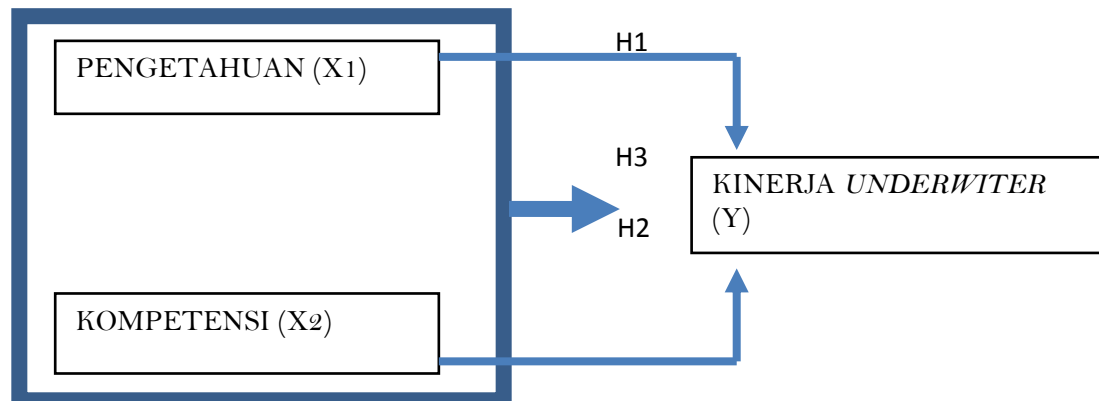 H1
PENGETAHUAN (X1)
H3
KINERJA UNDERWITER
(Y)
H2
KOMPETENSI (X2)